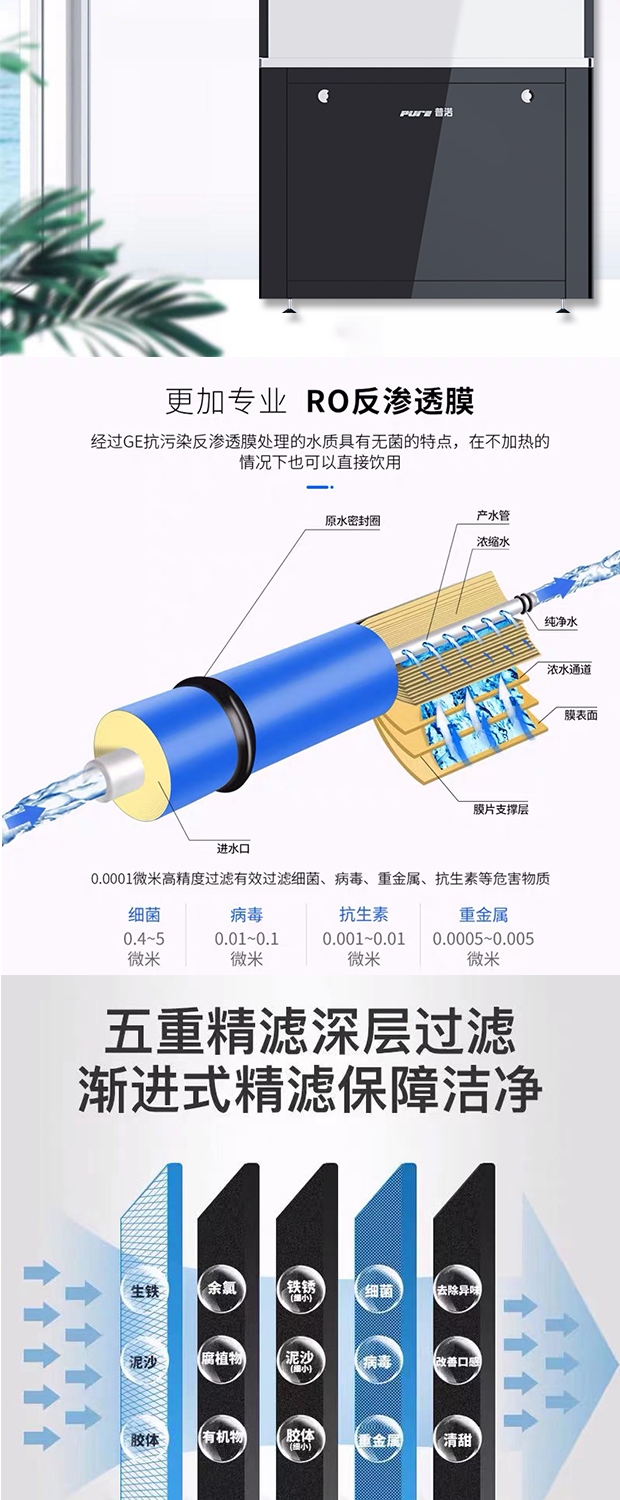 PURE 普诺
更加专业 RO反渗透膜
经过GE抗污染反渗透膜处理的水质具有无菌的特点，在不加热的
情况下也可以直接饮用
原水密封圈
产水管
浓缩水
纯净水
浓水通道
膜表面
膜片支撑层
进水口
0.0001微米高精度过滤有效过滤细菌、病毒、重金属、抗生素等危害物质
细菌 病毒 抗生素 重金属
0.4~5 0.01~0.1 0.001~0.01 0.0005~0.005
微米 微米 微米 微米
五重精滤深层过滤
渐进式精滤保障洁净
生铁 余氯 铁锈 细菌 去除异味
(细小)
泥沙 腐植物 泥沙 病毒 改善口感
(细小)
胶体 有机物 胶体 重金属 清甜
(细小)